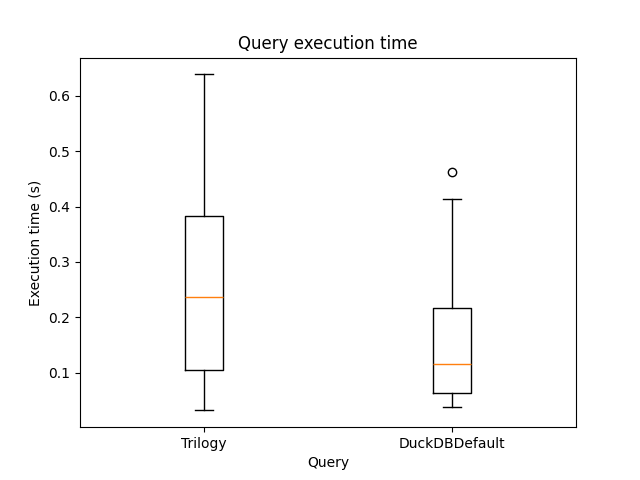 Query execution time
Execution time (s)
0.6
0.5
0.4
0.3
0.2
0.1
Trilogy
DuckDBDefault
Query